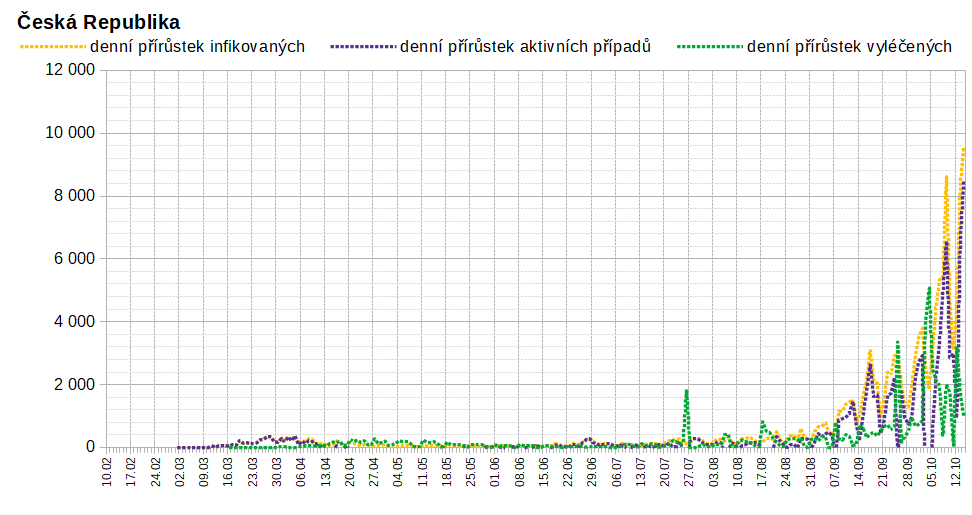 Česká Republika
denní přírůstek infikovaných denní přírůstek aktivních případů denní přírůstek vyléčených
12 000
10 000
8 000
6 000
4 000
2 000
0
10.02 17.02 24.02 02.03 09.03 16.03 23.03 30.03 06.04 13.04 20.04 27.04 04.05 11.05 18.05 25.05 01.06 08.06 15.06 22.06 29.06 06.07 13.07 20.07 27.07 03.08 10.08 17.08 24.08 31.08 07.09 14.09 21.09 28.09 05.10 12.10